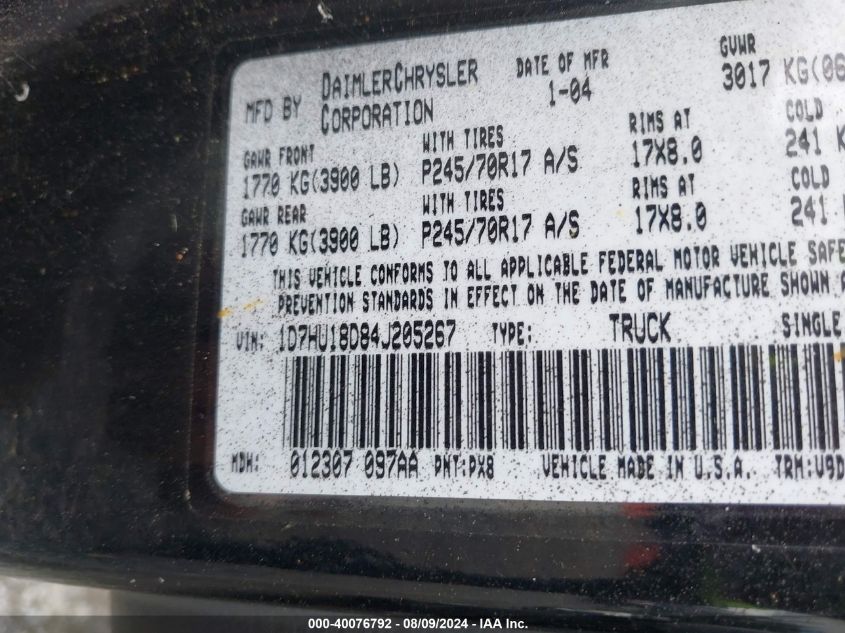 MFD BY DAIMLERCHRYSLER CORPORATION DATE OF MFR 1-04 GVWR 3017 KG(06
GAWR FRONT WITH TIRES RIMS AT COLD
1770 KG(3900 LB) P245/70R17 A/S 17X8.0 241 K
GAWR REAR WITH TIRES RIMS AT COLD
1770 KG(3900 LB) P245/70R17 A/S 17X8.0 241
THIS VEHICLE CONFORMS TO ALL APPLICABLE FEDERAL MOTOR VEHICLE SAFE
PREVENTION STANDARDS IN EFFECT ON THE DATE OF MANUFACTURE SHOWN A
VIN: 1D7HU18D84J205267 TYPE: TRUCK SINGLE
MDH: 012307 097AA PNT:PX8 VEHICLE MADE IN U.S.A. TRM:V9D
000-40076792 - 08/09/2024 - IAA Inc.